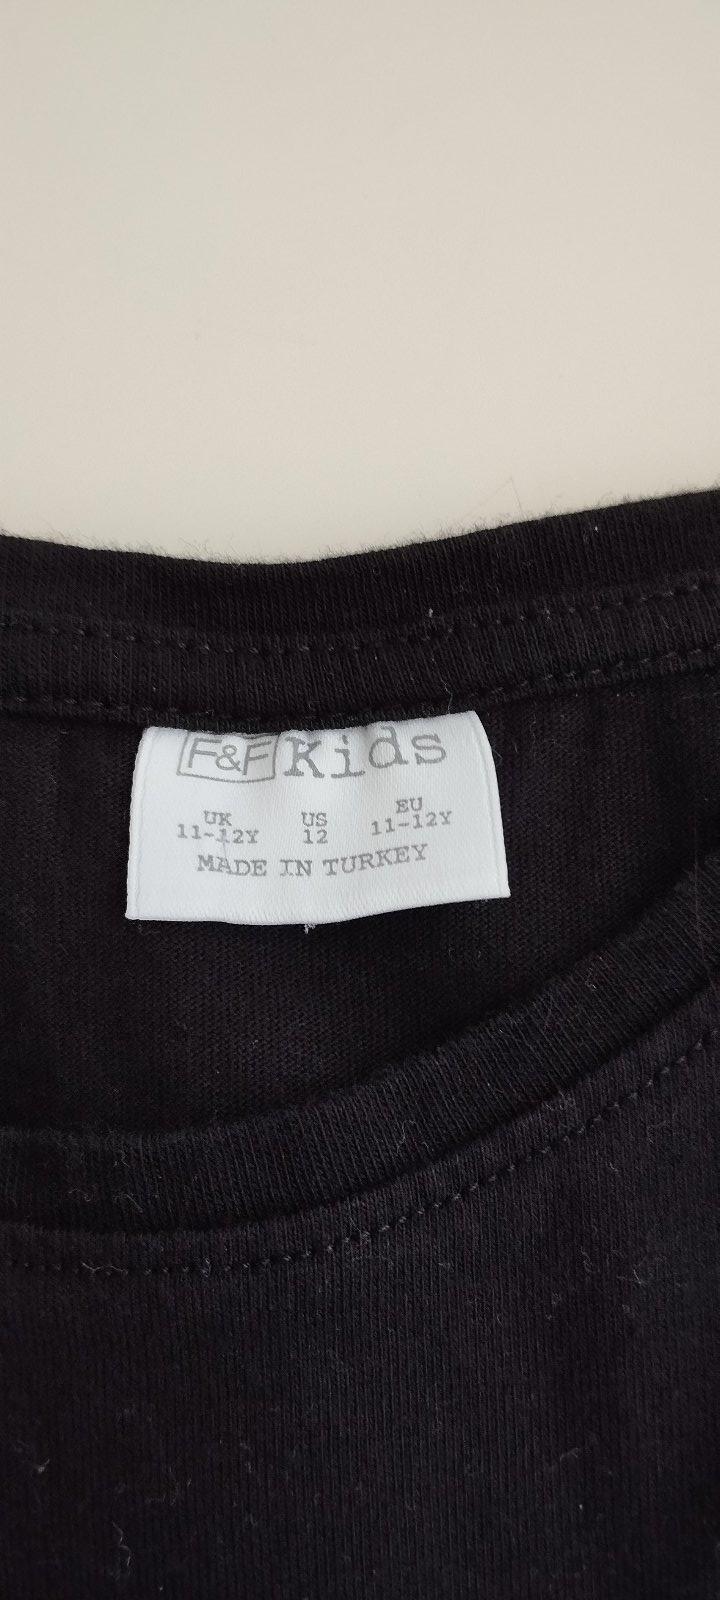 F&F Kids
UK US EU
11-12Y 12 11-12Y
MADE IN TURKEY